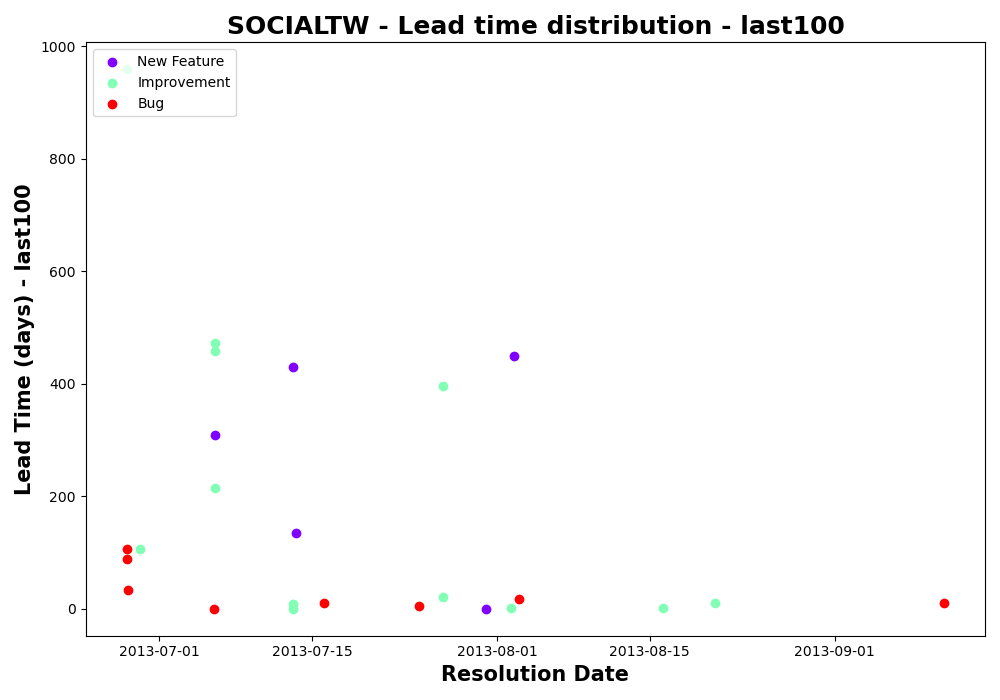 SOCIALTW - Lead time distribution - last100
1000
800
600
400
200
0
Lead Time (days) - last100
New Feature
Improvement
Bug
2013-07-01
2013-07-15
2013-08-01
2013-08-15
2013-09-01
Resolution Date